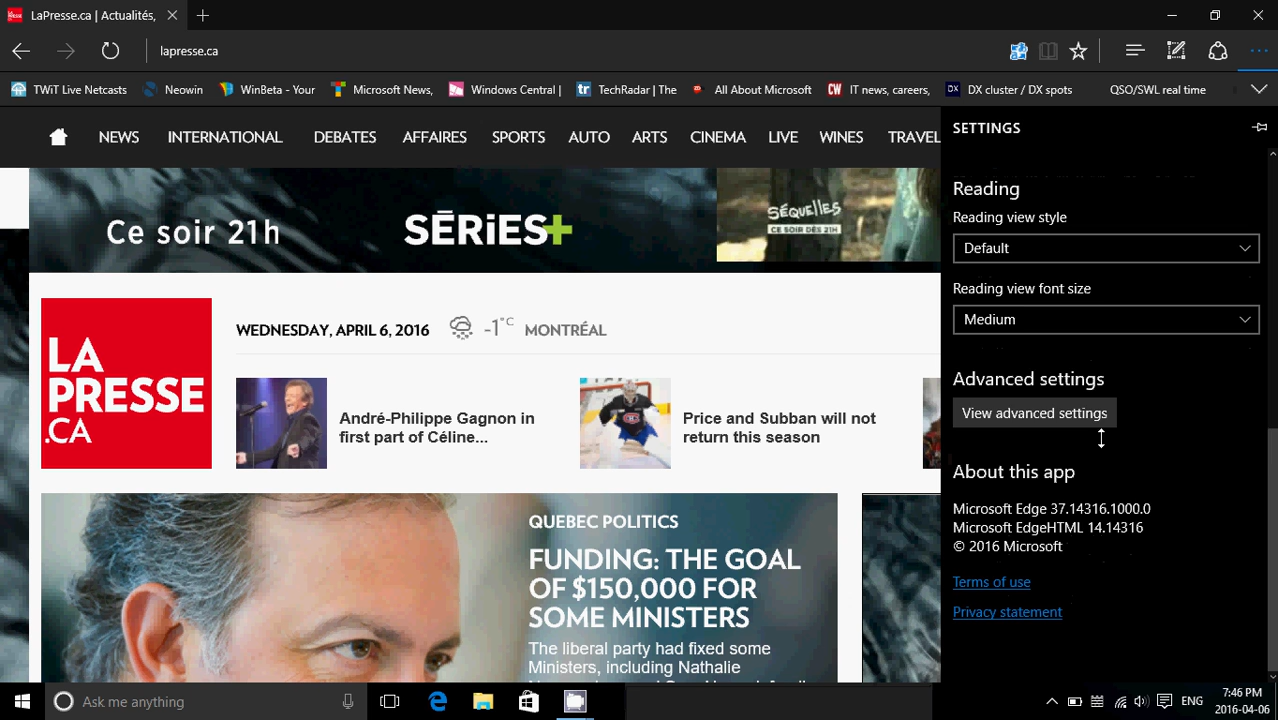 LaPresse.ca | Actualités,
lapresse.ca
TWiT Live Netcasts
Neowin
WinBeta - Your
Microsoft News,
Windows Central |
TechRadar | The
All About Microsoft
IT news, careers,
DX cluster / DX spots
QSO/SWL real time
NEWS
INTERNATIONAL
DEBATES
AFFAIRES
SPORTS
AUTO
ARTS
CINEMA
LIVE
WINES
TRAVEL
Ce soir 21h
SÉRiES+
SÉQUELLES
CE SOIR DÈS 21H
LA
PRESSE
.CA
WEDNESDAY, APRIL 6, 2016
-1°C MONTRÉAL
André-Philippe Gagnon in
first part of Céline...
Price and Subban will not
return this season
QUEBEC POLITICS
FUNDING: THE GOAL
OF $150,000 FOR
SOME MINISTERS
The liberal party had fixed some
Ministers, including Nathalie
SETTINGS
Reading
Reading view style
Default
Reading view font size
Medium
Advanced settings
View advanced settings
About this app
Microsoft Edge 37.14316.1000.0
Microsoft EdgeHTML 14.14316
© 2016 Microsoft
Terms of use
Privacy statement
Ask me anything
ENG
7:46 PM
2016-04-06